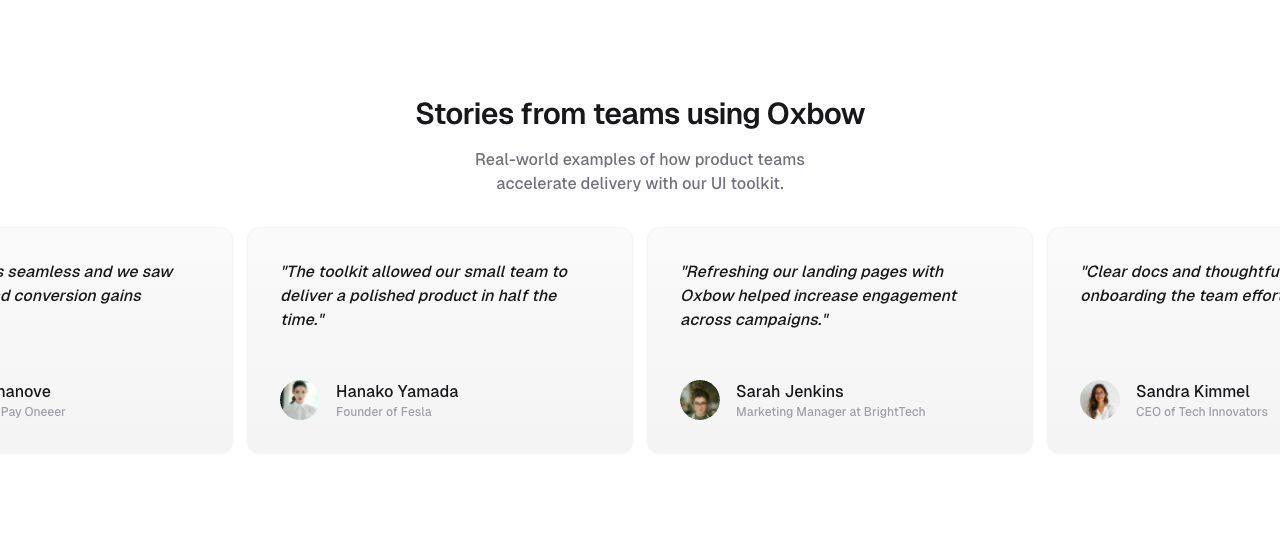 Stories from teams using Oxbow
Real-world examples of how product teams
accelerate delivery with our UI toolkit.
seamless and we saw
conversion gains
Pay Oneeer
"The toolkit allowed our small team to
deliver a polished product in half the
time."
Hanako Yamada
Founder of Fesla
"Refreshing our landing pages with
Oxbow helped increase engagement
across campaigns."
Sarah Jenkins
Marketing Manager at BrightTech
"Clear docs and
onboarding the team
Sandra Kimmel
CEO of Tech Innovators